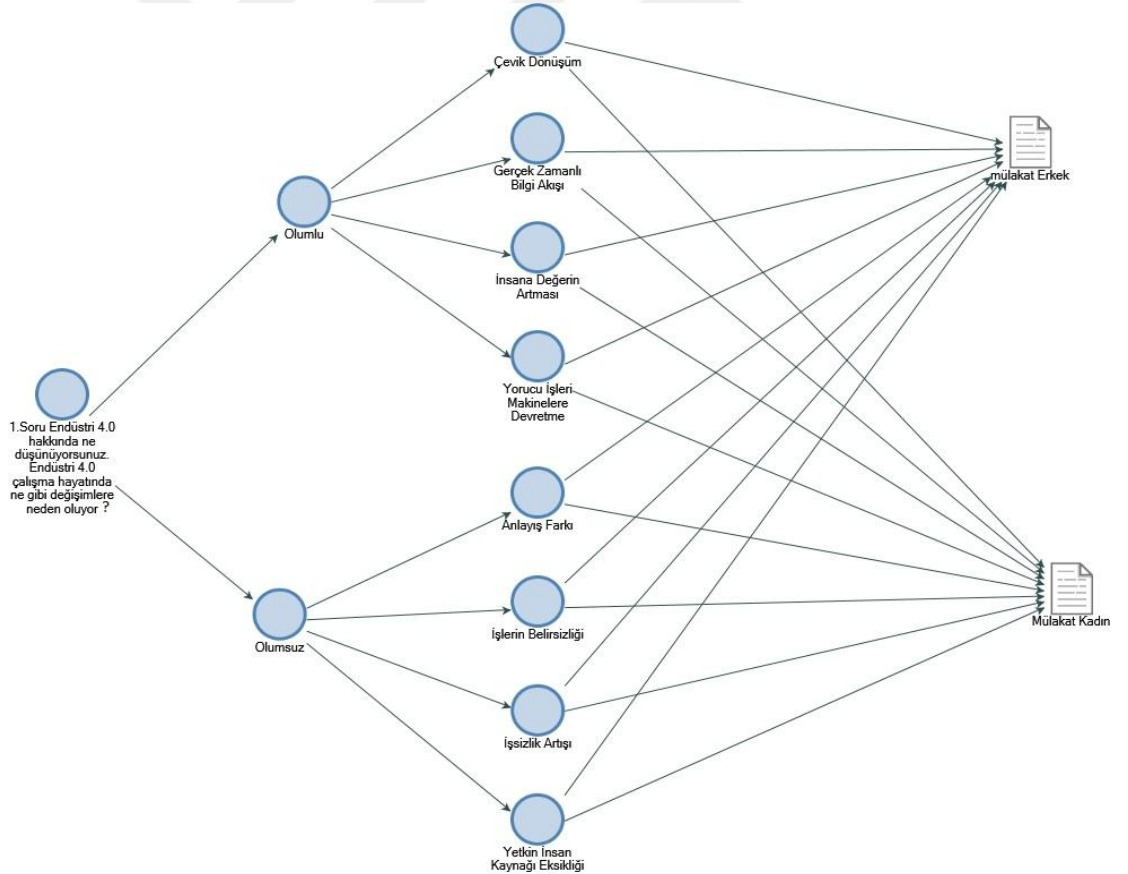 Çevik Dönüşüm
Gerçek Zamanlı
Bilgi Akışı
mülakat Erkek
Olumlu
İnsana Değerin
Artması
Yorucu İşleri
Makinelere
Devretme
1.Soru Endüstri 4.0
hakkında ne
düşünüyorsunuz.
Endüstri 4.0
çalışma hayatında
ne gibi değişimlere
neden oluyor ?
Anlayış Farkı
İşlerin Belirsizliği
Mülakat Kadın
Olumsuz
İşsizlik Artışı
Yetkin İnsan
Kaynağı Eksikliği